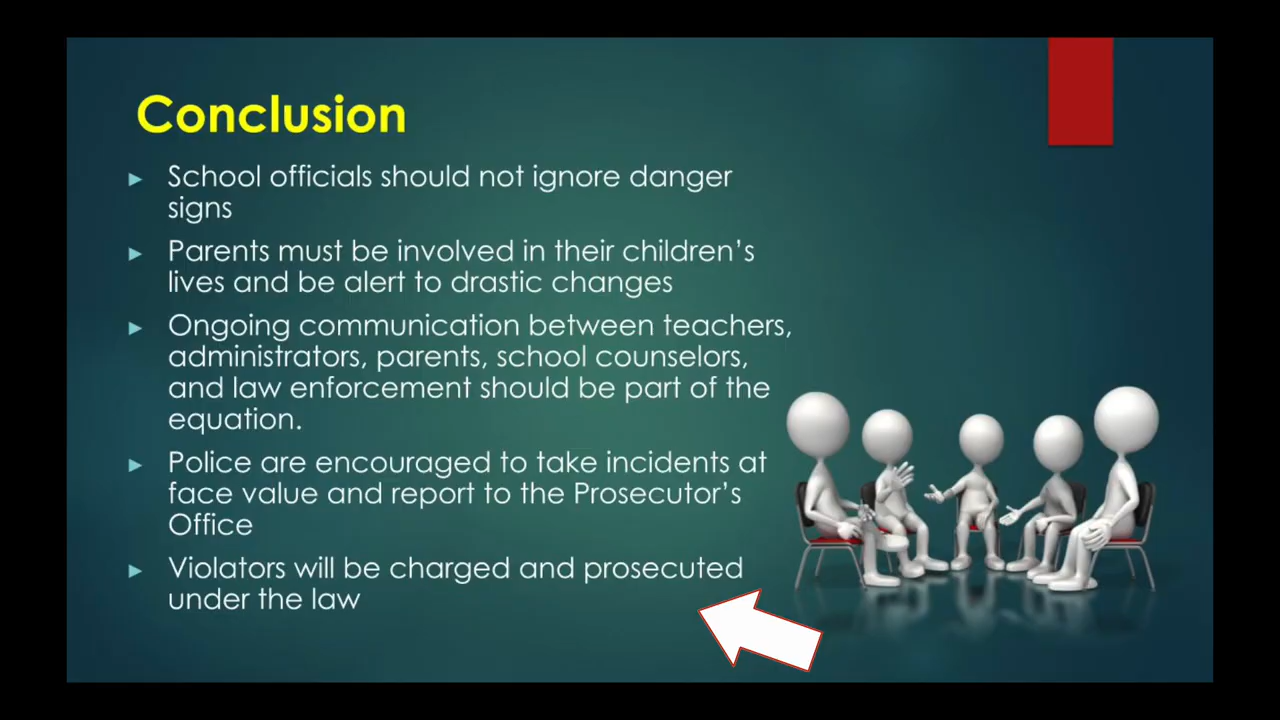 Conclusion
School officials should not ignore danger
signs
Parents must be involved in their children’s
lives and be alert to drastic changes
Ongoing communication between teachers,
administrators, parents, school counselors,
and law enforcement should be part of the
equation.
Police are encouraged to take incidents at
face value and report to the Prosecutor’s
Office
Violators will be charged and prosecuted
under the law